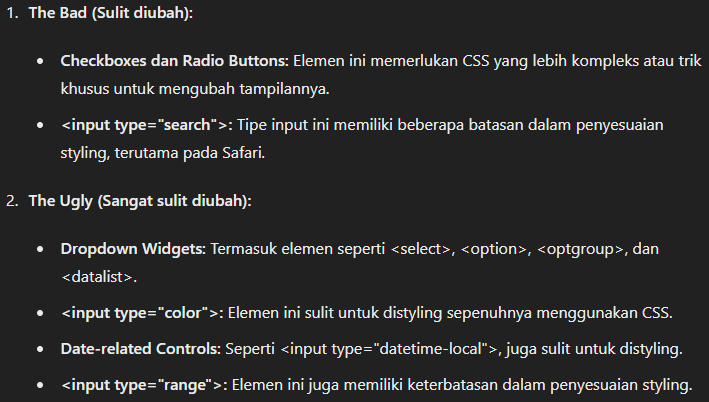 1. The Bad (Sulit diubah):
• Checkboxes dan Radio Buttons: Elemen ini memerlukan CSS yang lebih kompleks atau trik
khusus untuk mengubah tampilannya.
• <input type="search">: Tipe input ini memiliki beberapa batasan dalam penyesuaian
styling, terutama pada Safari.
2. The Ugly (Sangat sulit diubah):
• Dropdown Widgets: Termasuk elemen seperti <select>, <option>, <optgroup>, dan
<datalist>.
• <input type="color">: Elemen ini sulit untuk distyling sepenuhnya menggunakan CSS.
• Date-related Controls: Seperti <input type="datetime-local">, juga sulit untuk distyling.
• <input type="range">: Elemen ini juga memiliki keterbatasan dalam penyesuaian styling.